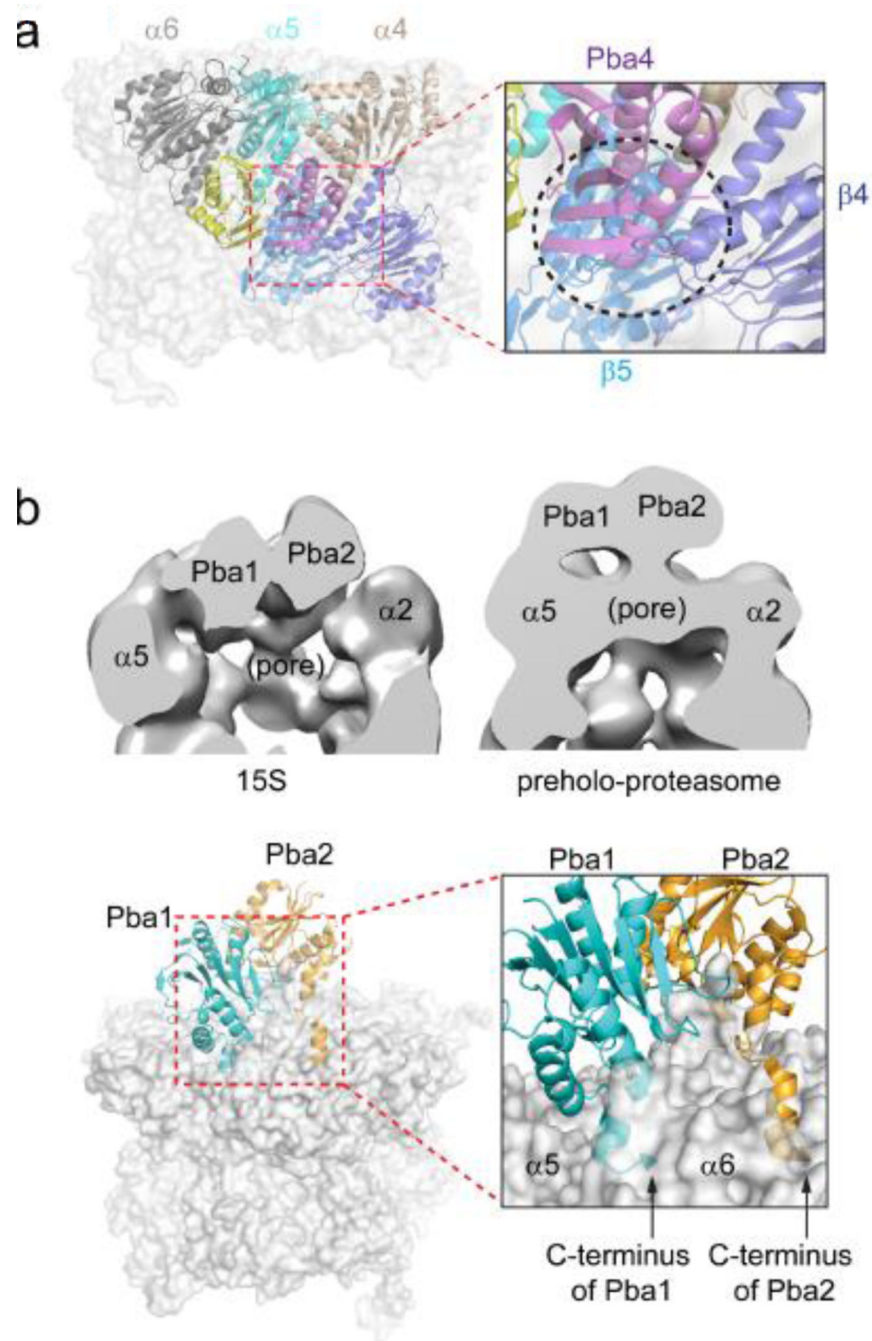 a
α6
α5
α4
Pba4
β4
β5
b
Pba1
Pba2
α5
(pore)
α2
15S
Pba1
Pba2
α5
(pore)
α2
preholo-proteasome
Pba1
Pba2
Pba1
Pba2
α5
α6
C-terminus
of Pba1
C-terminus
of Pba2